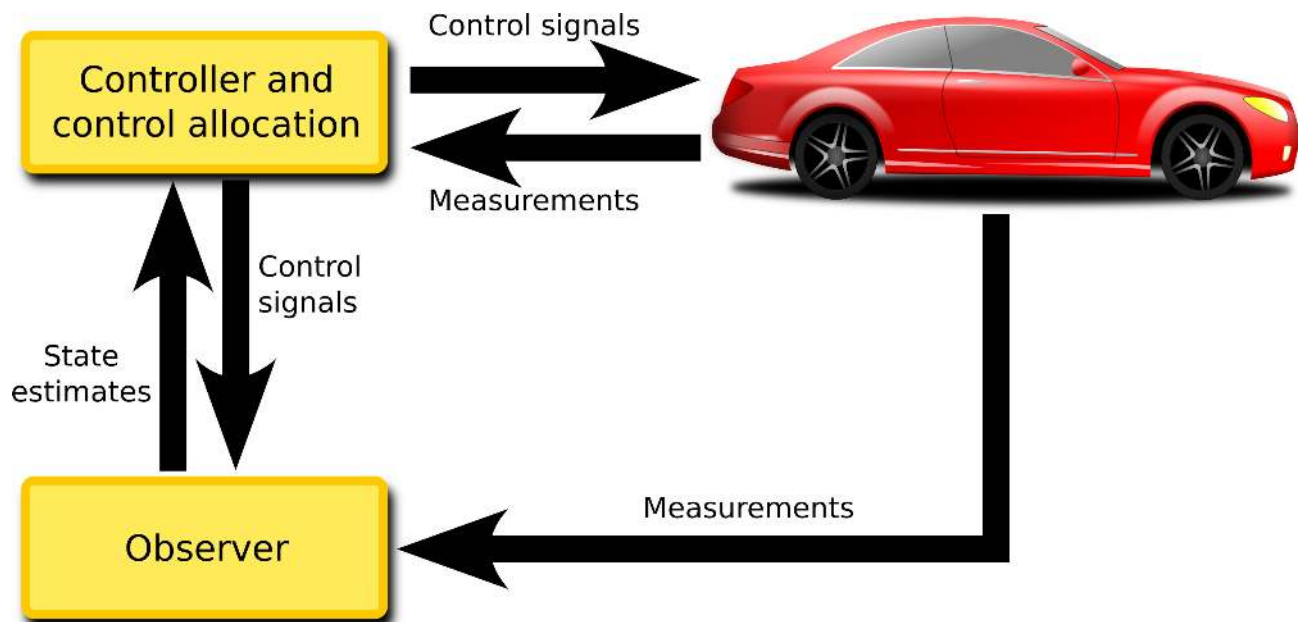 Control signals
Controller and
control allocation
Measurements
Control
signals
State
estimates
Measurements
Observer